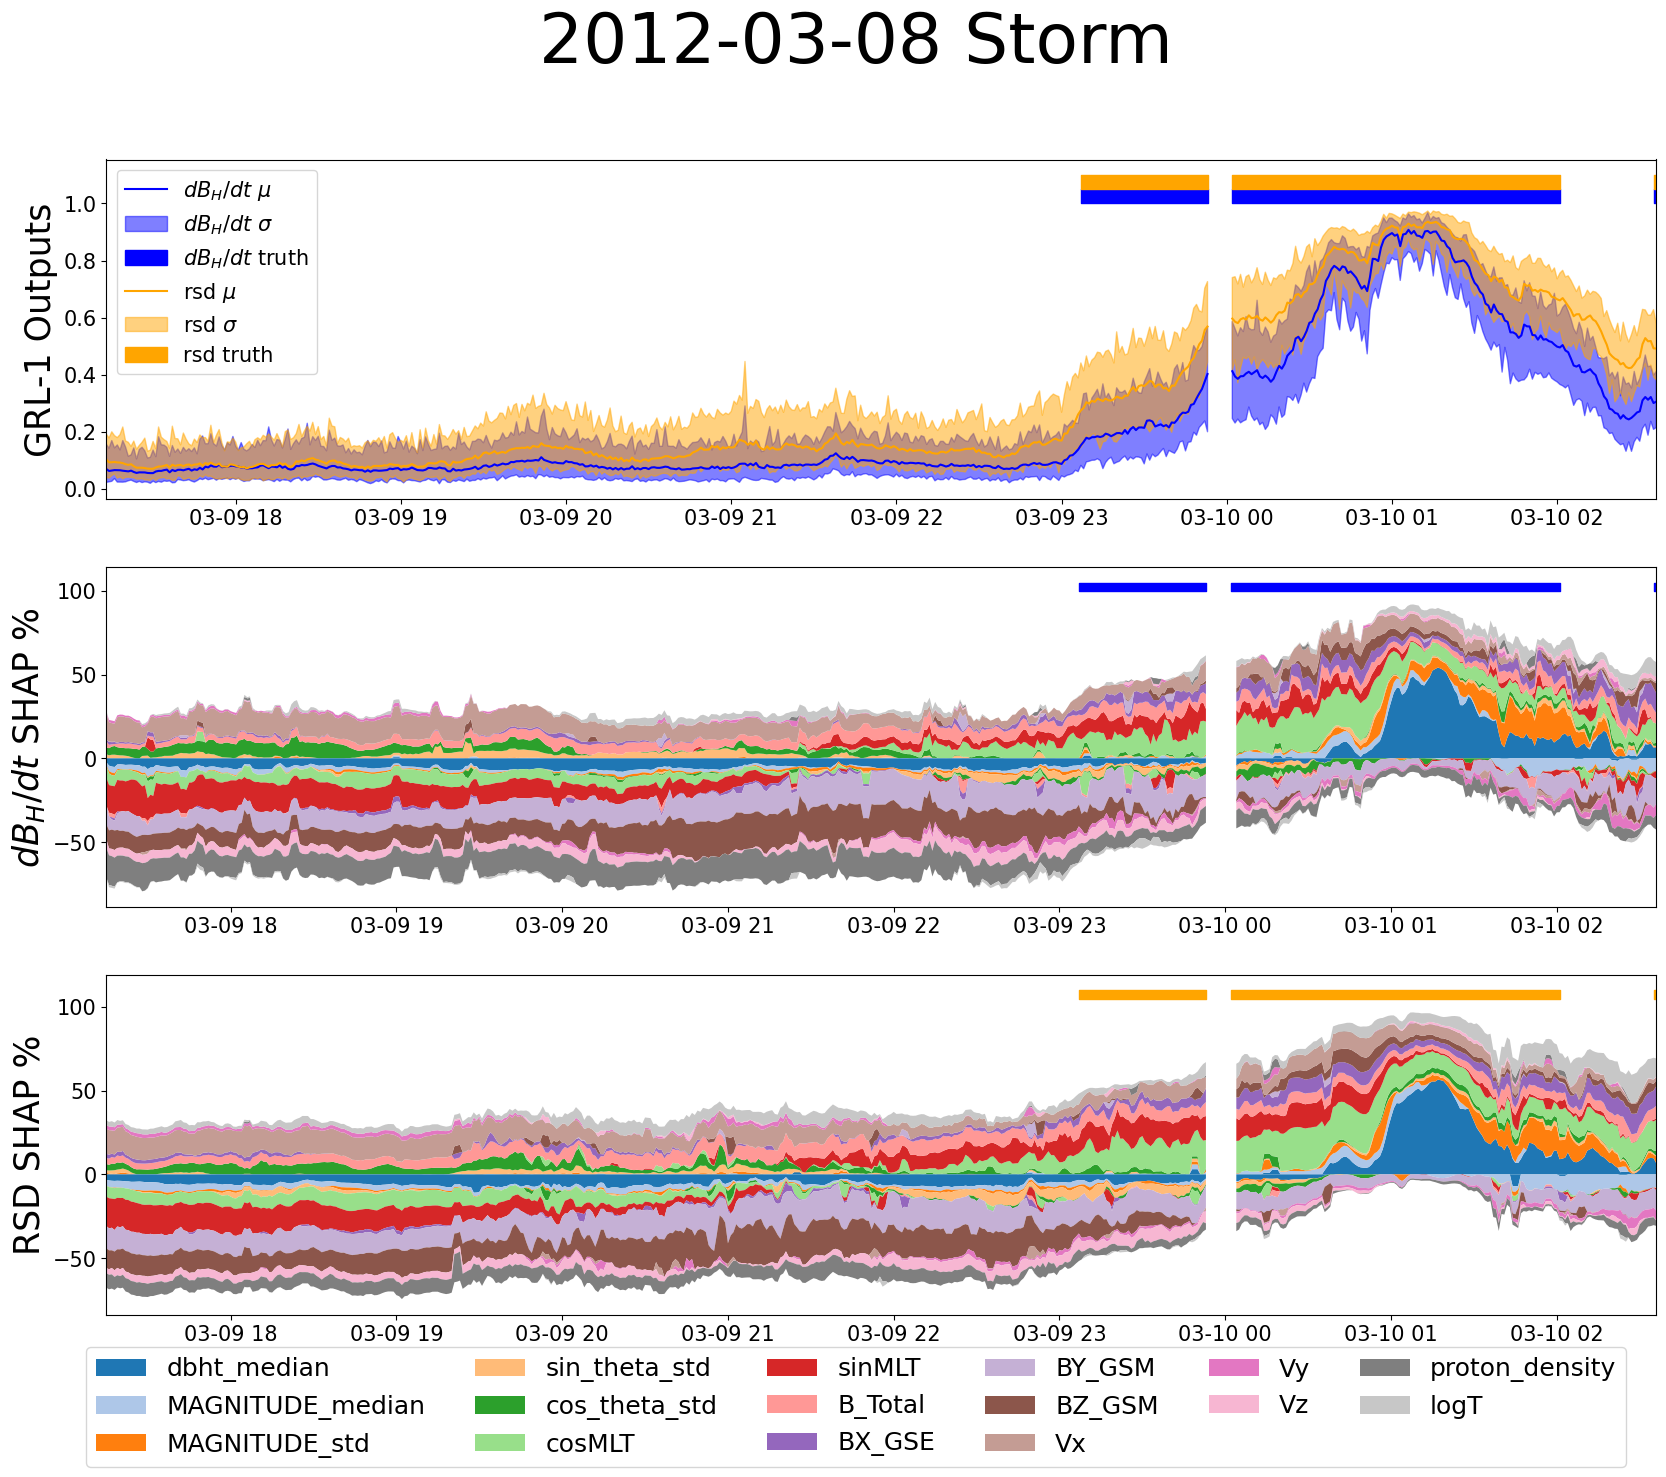 2012-03-08 Storm
GRL-1 Outputs
1.0
0.8
0.6
0.4
0.2
0.0
dB_H/dt μ
dB_H/dt σ
dB_H/dt truth
rsd μ
rsd σ
rsd truth
03-09 18 03-09 19 03-09 20 03-09 21 03-09 22 03-09 23 03-10 00 03-10 01 03-10 02
dB_H/dt SHAP %
100
50
0
−50
03-09 18 03-09 19 03-09 20 03-09 21 03-09 22 03-09 23 03-10 00 03-10 01 03-10 02
RSD SHAP %
100
50
0
−50
03-09 18 03-09 19 03-09 20 03-09 21 03-09 22 03-09 23 03-10 00 03-10 01 03-10 02
dbht_median sin_theta_std sinMLT BY_GSM Vy proton_density
MAGNITUDE_median cos_theta_std B_Total BZ_GSM Vz logT
MAGNITUDE_std cosMLT BX_GSE Vx